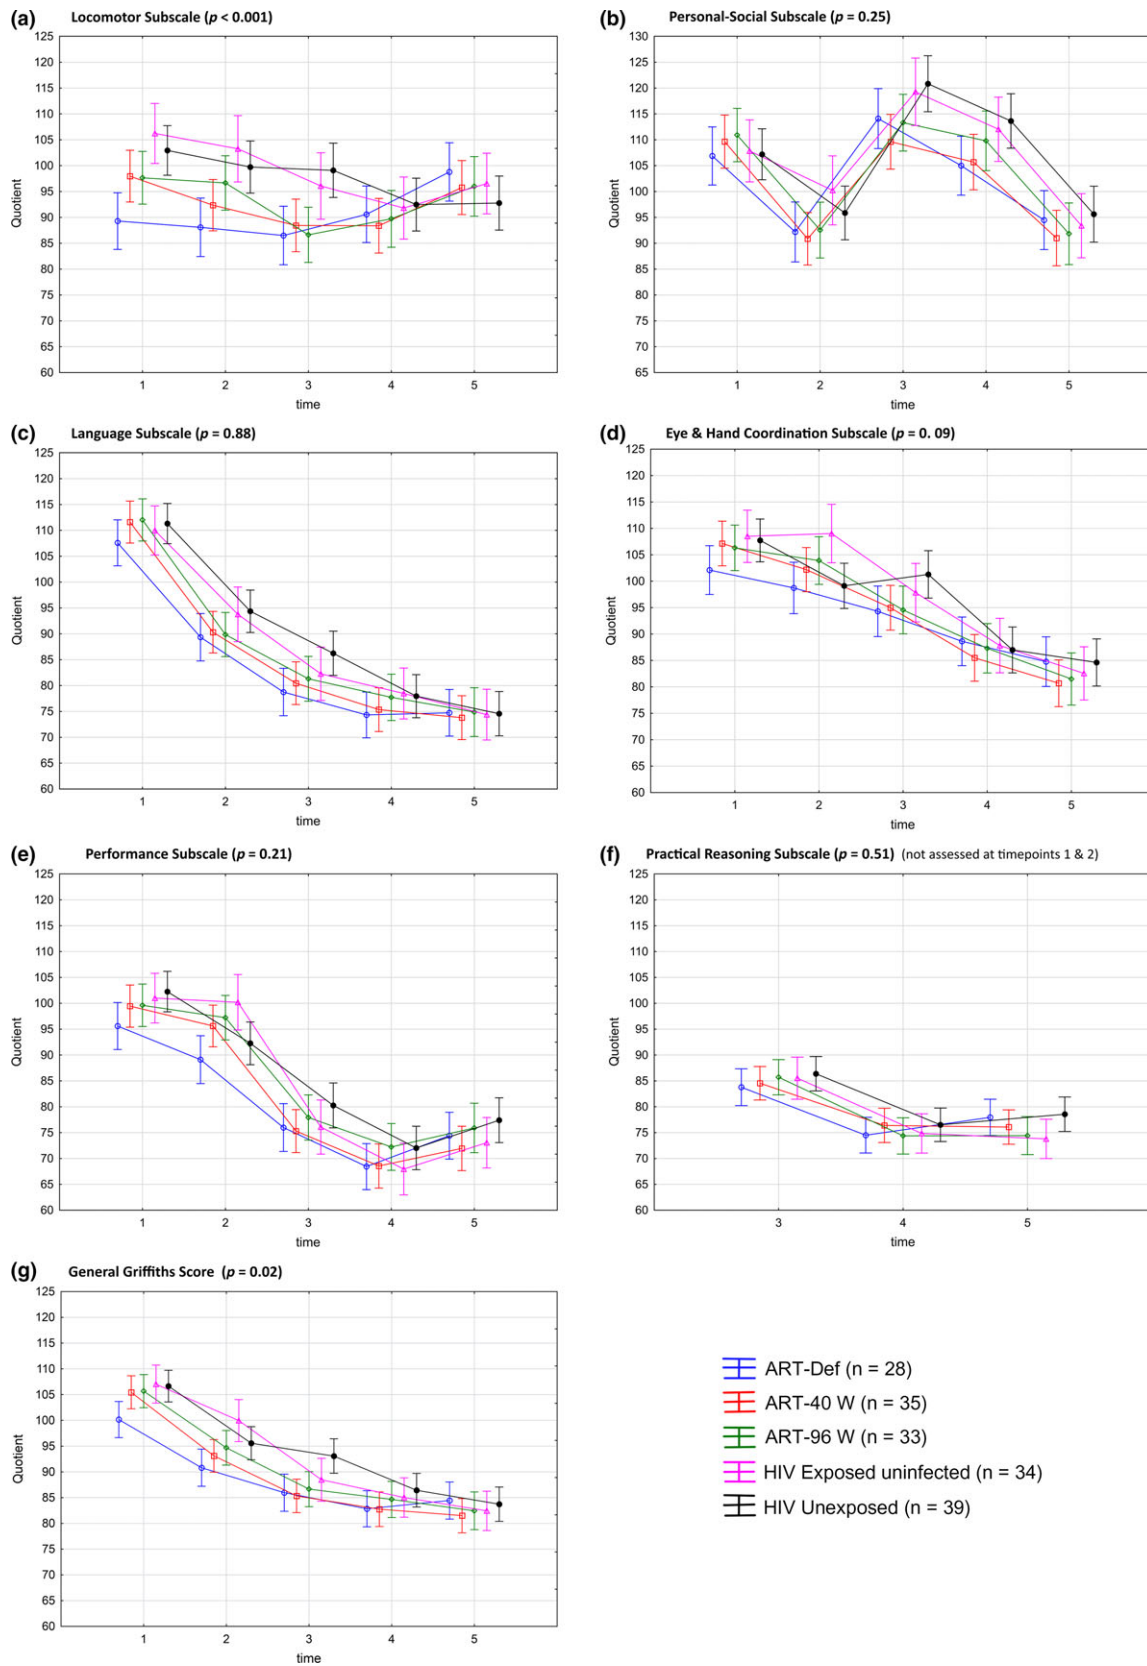 (a) Locomotor Subscale (p < 0.001)
125
120
115
110
105
100
95
90
85
80
75
70
65
60
Quotient
1 2 3 4 5
time
(b) Personal-Social Subscale (p = 0.25)
130
125
120
115
110
105
100
95
90
85
80
75
70
65
Quotient
1 2 3 4 5
time
(c) Language Subscale (p = 0.88)
125
120
115
110
105
100
95
90
85
80
75
70
65
60
Quotient
1 2 3 4 5
time
(d) Eye & Hand Coordination Subscale (p = 0. 09)
125
120
115
110
105
100
95
90
85
80
75
70
65
60
Quotient
1 2 3 4 5
time
(e) Performance Subscale (p = 0.21)
125
120
115
110
105
100
95
90
85
80
75
70
65
60
Quotient
1 2 3 4 5
time
(f) Practical Reasoning Subscale (p = 0.51) (not assessed at timepoints 1 & 2)
125
120
115
110
105
100
95
90
85
80
75
70
65
60
Quotient
3 4 5
time
(g) General Griffiths Score (p = 0.02)
125
120
115
110
105
100
95
90
85
80
75
70
65
60
Quotient
1 2 3 4 5
time
ART-Def (n = 28)
ART-40 W (n = 35)
ART-96 W (n = 33)
HIV Exposed uninfected (n = 34)
HIV Unexposed (n = 39)